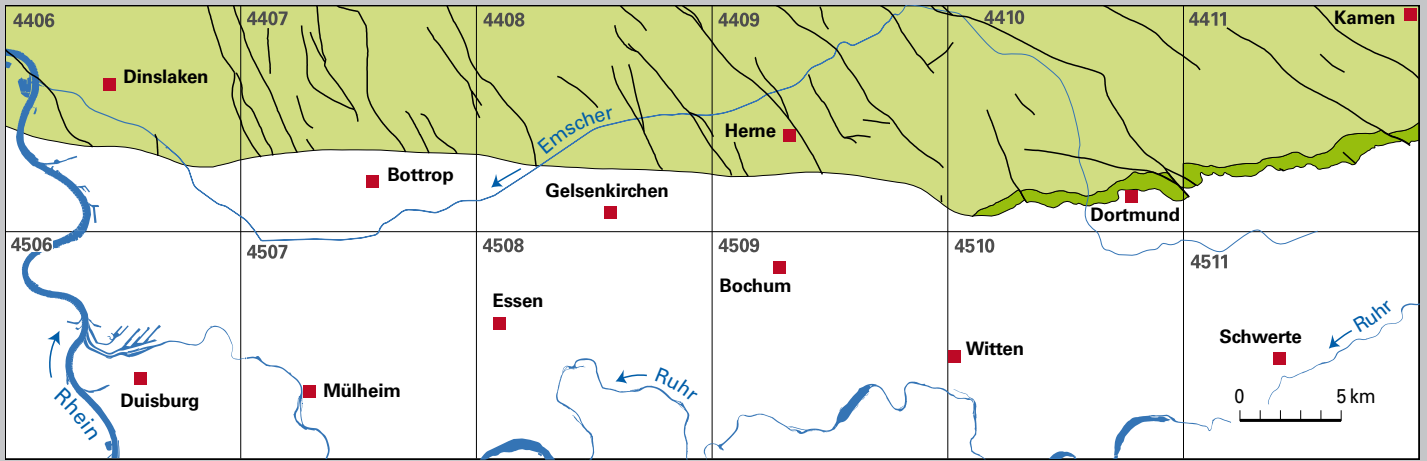 4406
4407
4408
4409
4410
4411
Kamen
Dinslaken
Emscher
Herne
Bottrop
Gelsenkirchen
Dortmund
4506
4507
4508
4509
4510
4511
Bochum
Essen
Ruhr
Schwerte
Witten
Rhein
Duisburg
Mülheim
Ruhr
0 5 km